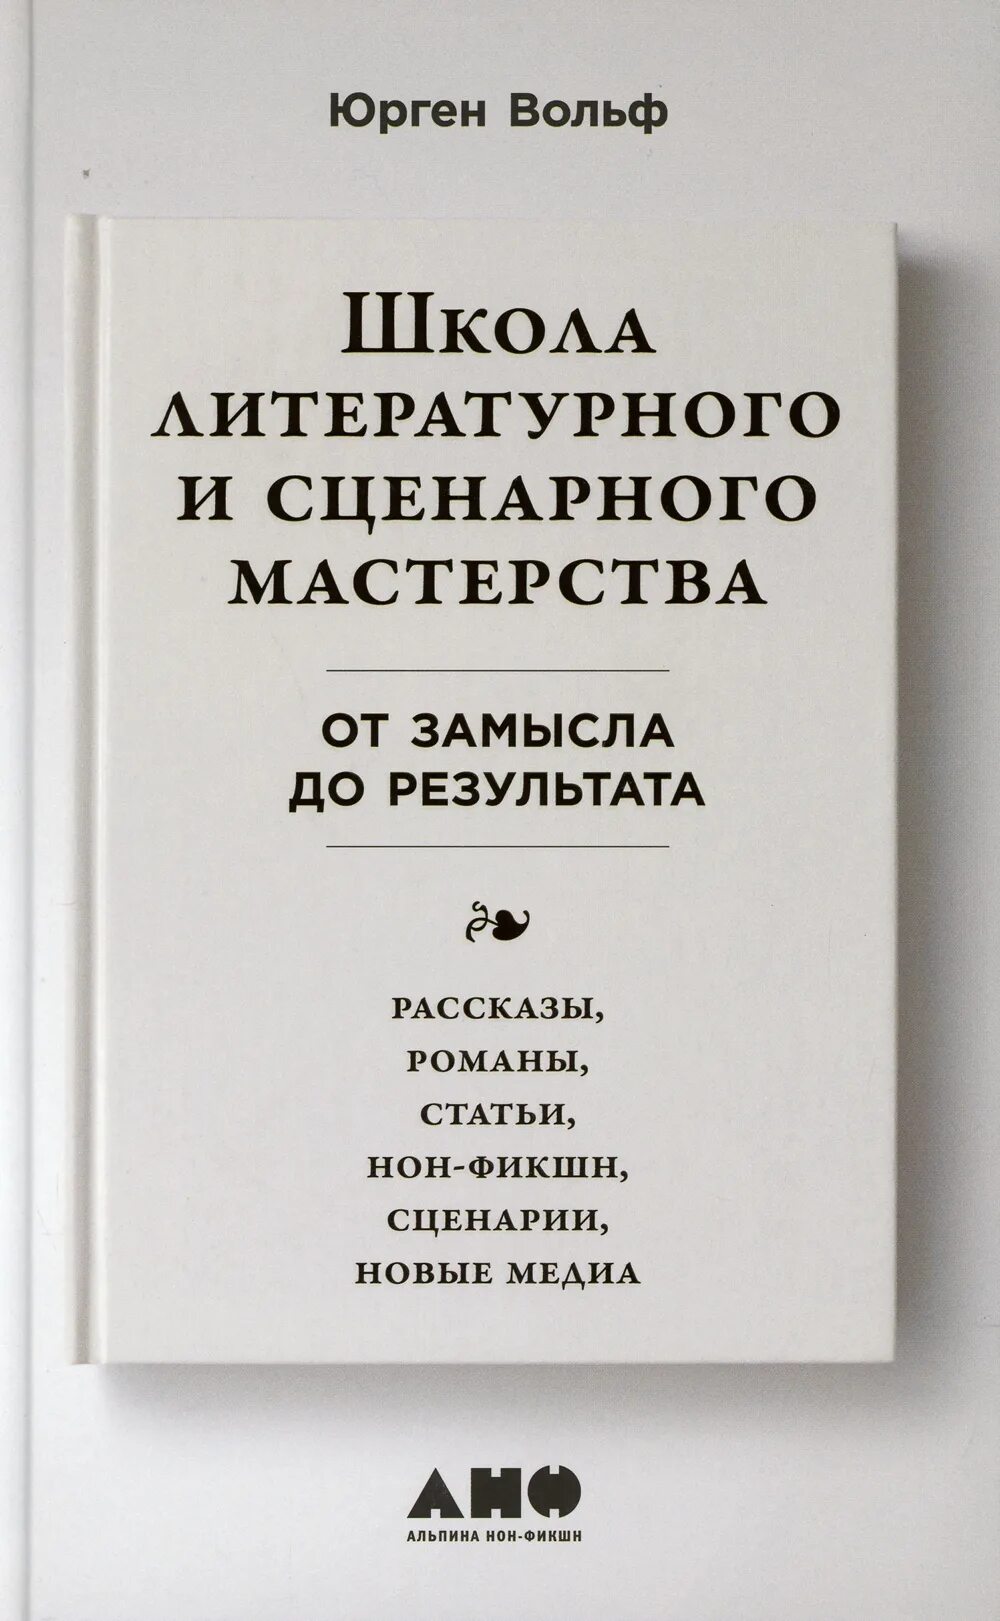 Юрген Вольф
Школа
литературного
и сценарного
мастерства
ОТ ЗАМЫСЛА
ДО РЕЗУЛЬТАТА
рассказы,
романы,
статьи,
нон-фикшн,
сценарии,
новые медиа
АНФ
АЛЬПИНА НОН-ФИКШН